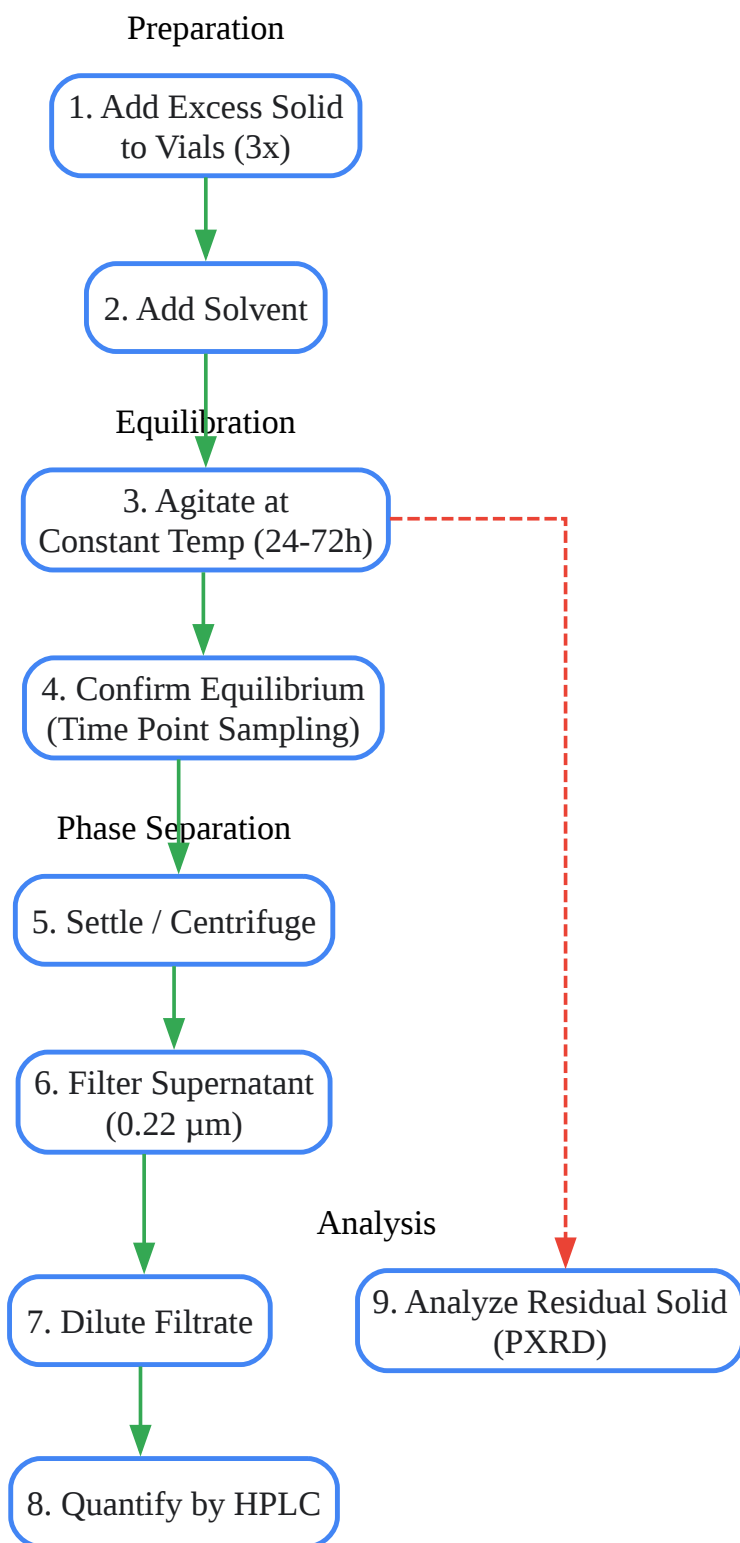 Preparation
1. Add Excess Solid
to Vials (3x)
2. Add Solvent
Equilibration
3. Agitate at
Constant Temp (24-72h)
4. Confirm Equilibrium
(Time Point Sampling)
Phase Separation
5. Settle / Centrifuge
6. Filter Supernatant
(0.22 µm)
Analysis
7. Dilute Filtrate
9. Analyze Residual Solid
(PXRD)
8. Quantify by HPLC